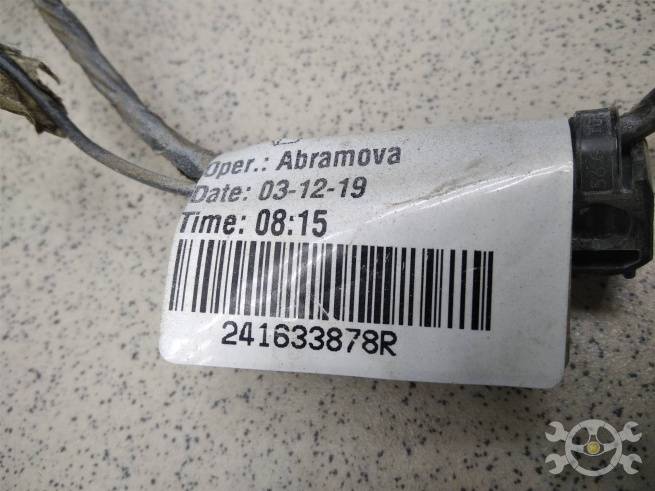 Oper.: Abramova
Date: 03-12-19
Time: 08:15
241633878R